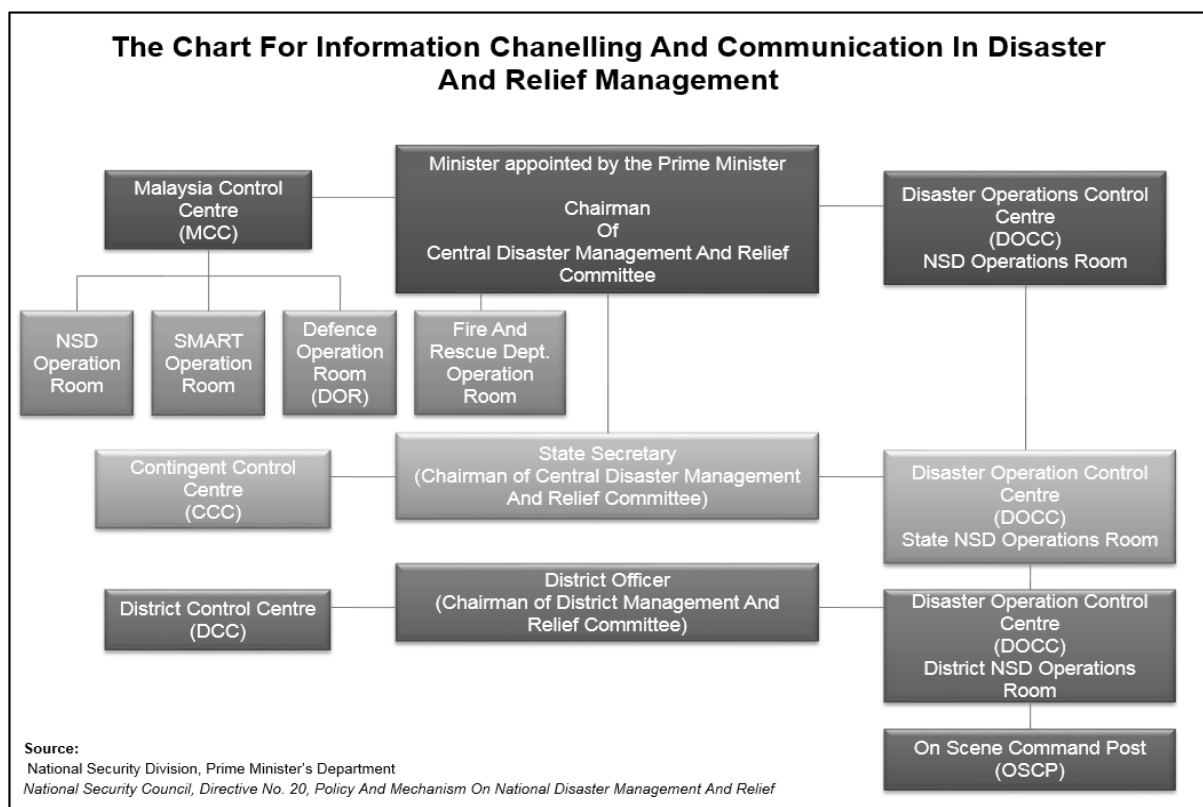 The Chart For Information Chanelling And Communication In Disaster
And Relief Management
Minister appointed by the Prime Minister
Chairman
Of
Central Disaster Management And Relief
Committee
Malaysia Control
Centre
(MCC)
Disaster Operations Control
Centre
(DOCC)
NSD Operations Room
NSD
Operation
Room
SMART
Operation
Room
Defence
Operation
Room
(DOR)
Fire And
Rescue Dept.
Operation
Room
Contingent Control
Centre
(CCC)
State Secretary
(Chairman of Central Disaster Management
And Relief Committee)
Disaster Operation Control
Centre
(DOCC)
State NSD Operations Room
District Control Centre
(DCC)
District Officer
(Chairman of District Management And
Relief Committee)
Disaster Operation Control
Centre
(DOCC)
District NSD Operations
Room
On Scene Command Post
(OSCP)
Source:
National Security Division, Prime Minister’s Department
National Security Council, Directive No. 20, Policy And Mechanism On National Disaster Management And Relief